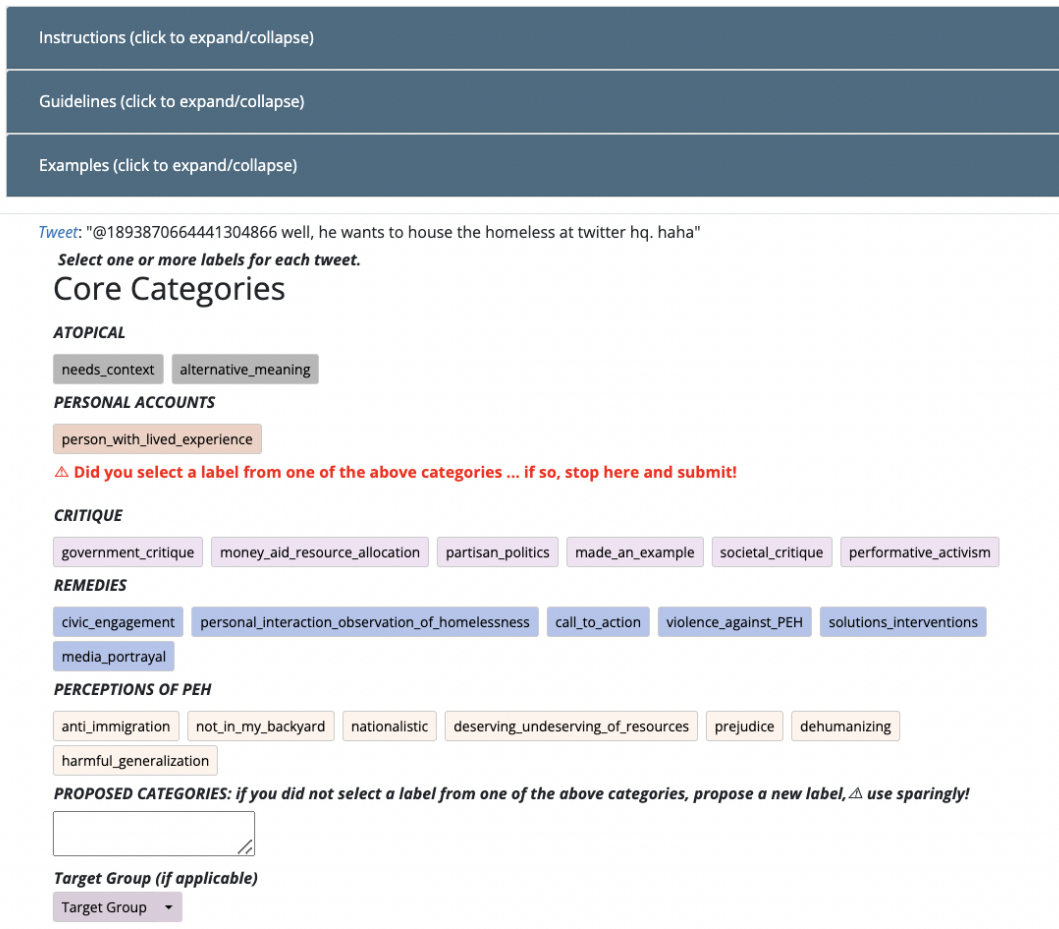 Instructions (click to expand/collapse)
Guidelines (click to expand/collapse)
Examples (click to expand/collapse)
Tweet: "@1893870664441304866 well, he wants to house the homeless at twitter hq. haha"
Select one or more labels for each tweet.
Core Categories
ATOPICAL
needs_context alternative_meaning
PERSONAL ACCOUNTS
person_with_lived_experience
⚠ Did you select a label from one of the above categories ... if so, stop here and submit!
CRITIQUE
government_critique money_aid_resource_allocation partisan_politics made_an_example societal_critique performative_activism
REMEDIES
civic_engagement personal_interaction_observation_of_homelessness call_to_action violence_against_PEH solutions_interventions
media_portrayal
PERCEPTIONS OF PEH
anti_immigration not_in_my_backyard nationalistic deserving_undeserving_of_resources prejudice dehumanizing
harmful_generalization
PROPOSED CATEGORIES: if you did not select a label from one of the above categories, propose a new label,⚠ use sparingly!
Target Group (if applicable)
Target Group